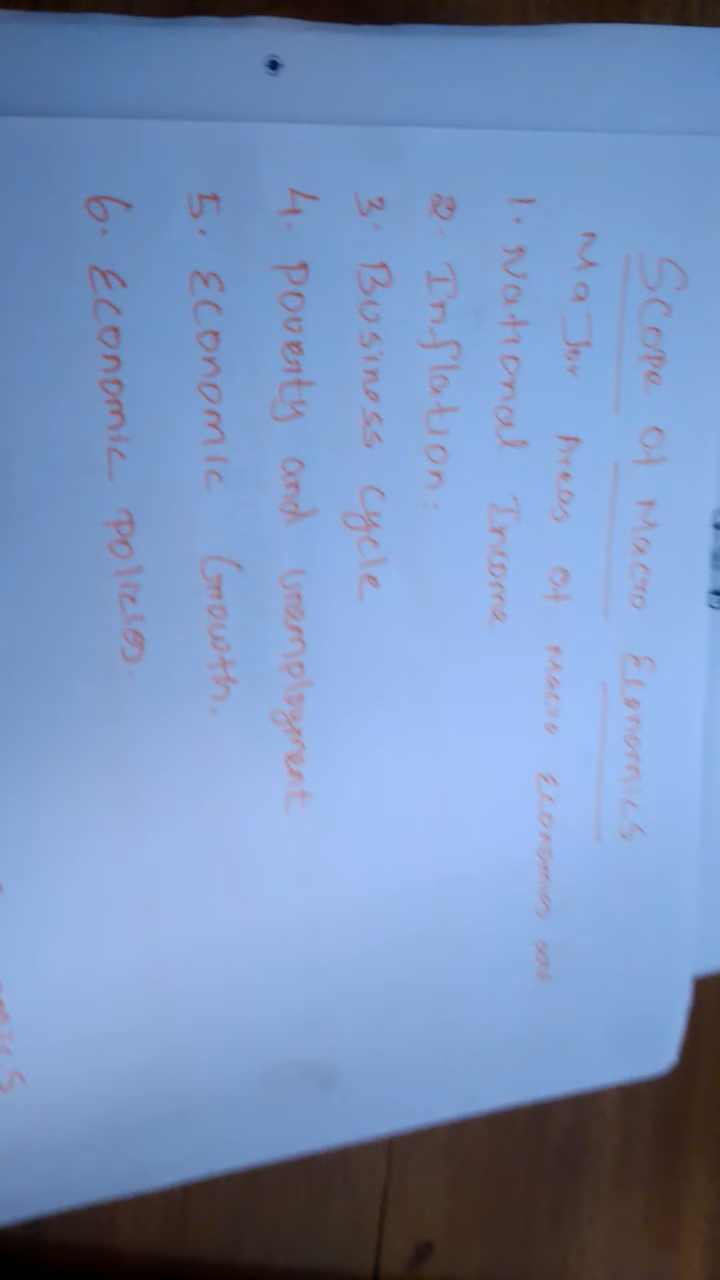 Scope of Macro Economics
Major Areas of Macro Economics are
1. National Income
2. Inflation:
3. Business Cycle
4. Poverty and Unemployment
5. Economic Growth.
6. Economic policies.